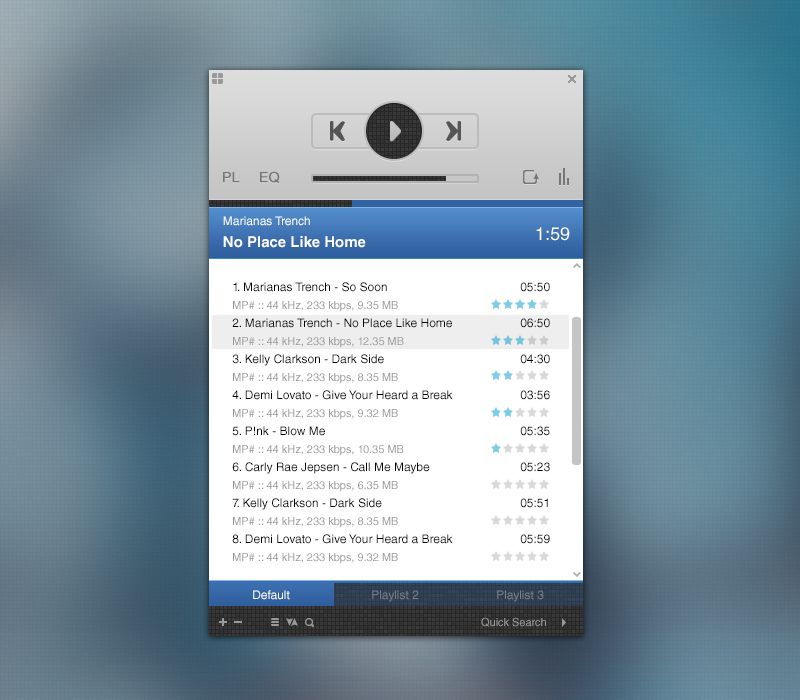 PL EQ
Marianas Trench
No Place Like Home
1:59
1. Marianas Trench - So Soon 05:50
MP# :: 44 kHz, 233 kbps, 9.35 MB
2. Marianas Trench - No Place Like Home 06:50
MP# :: 44 kHz, 233 kbps, 12.35 MB
3. Kelly Clarkson - Dark Side 04:30
MP# :: 44 kHz, 233 kbps, 8.35 MB
4. Demi Lovato - Give Your Heard a Break 03:56
MP# :: 44 kHz, 233 kbps, 9.32 MB
5. P!nk - Blow Me 05:35
MP# :: 44 kHz, 233 kbps, 10.35 MB
6. Carly Rae Jepsen - Call Me Maybe 05:23
MP# :: 44 kHz, 233 kbps, 6.35 MB
7. Kelly Clarkson - Dark Side 05:51
MP# :: 44 kHz, 233 kbps, 8.35 MB
8. Demi Lovato - Give Your Heard a Break 05:59
MP# :: 44 kHz, 233 kbps, 9.32 MB
Default Playlist 2 Playlist 3
Quick Search